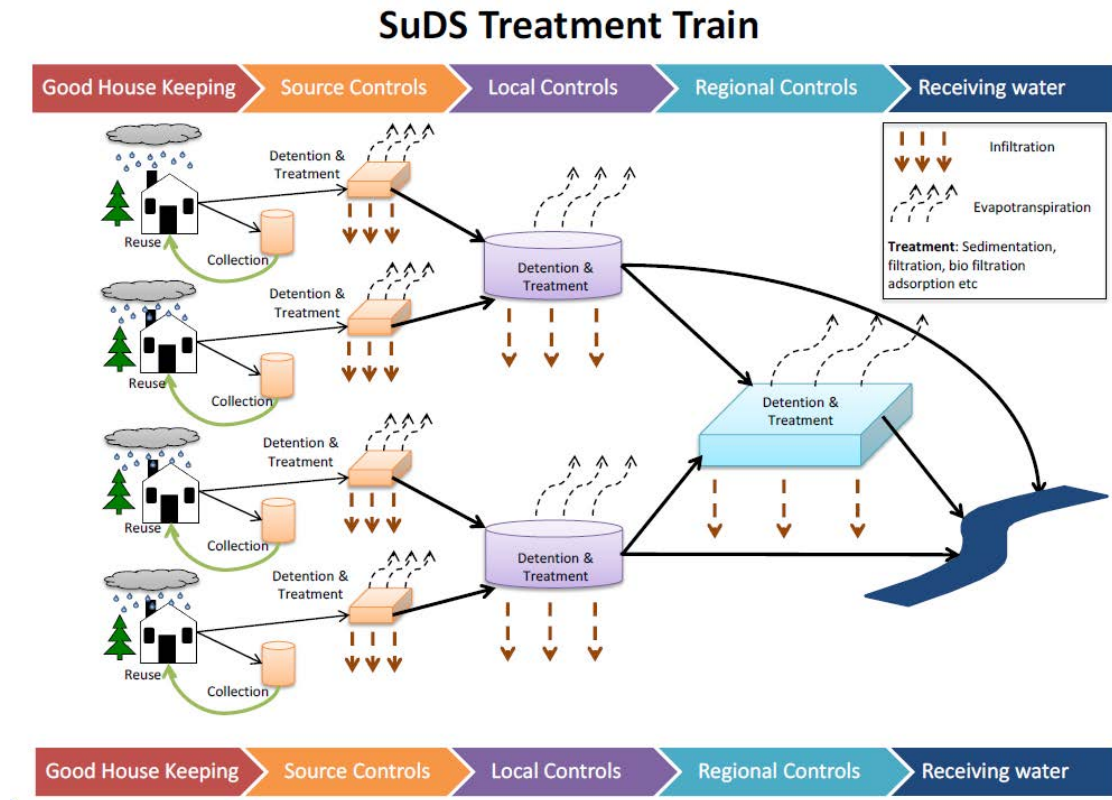 SuDS Treatment Train
Good House Keeping
Source Controls
Local Controls
Regional Controls
Receiving water
Detention &
Treatment
Reuse
Collection
Detention &
Treatment
Reuse
Collection
Detention &
Treatment
Reuse
Collection
Detention &
Treatment
Reuse
Collection
Detention &
Treatment
Detention &
Treatment
Detention &
Treatment
Infiltration
Evapotranspiration
Treatment: Sedimentation,
filtration, bio filtration
adsorption etc
Good House Keeping
Source Controls
Local Controls
Regional Controls
Receiving water